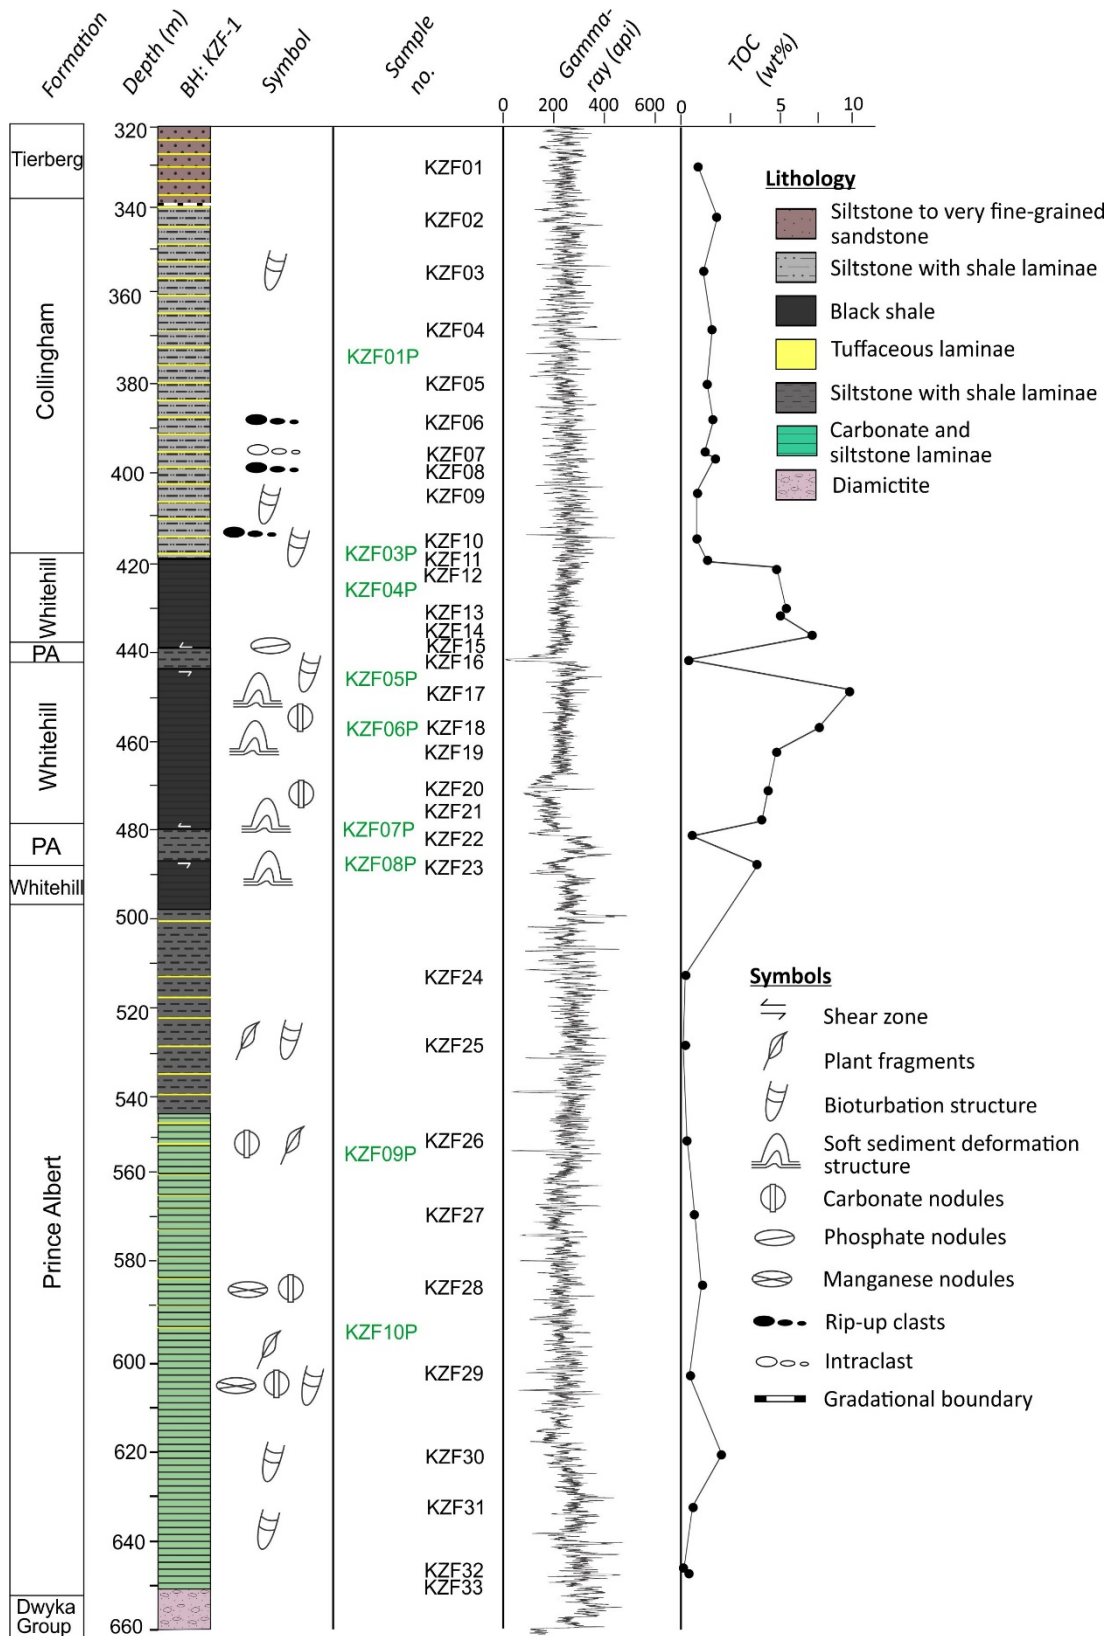 Formation
Depth (m)
BH: KZF-1
Symbol
Sample
no.
Gamma-
ray (api)
TOC
(wt%)
0 200 400 600
0 5 10
320
340
360
380
400
420
440
460
480
500
520
540
560
580
600
620
640
660
Tierberg
Collingham
Whitehill
PA
Whitehill
PA
Whitehill
Prince Albert
Dwyka
Group
KZF01P
KZF03P
KZF04P
KZF05P
KZF06P
KZF07P
KZF08P
KZF09P
KZF10P
KZF01
KZF02
KZF03
KZF04
KZF05
KZF06
KZF07
KZF08
KZF09
KZF10
KZF11
KZF12
KZF13
KZF14
KZF15
KZF16
KZF17
KZF18
KZF19
KZF20
KZF21
KZF22
KZF23
KZF24
KZF25
KZF26
KZF27
KZF28
KZF29
KZF30
KZF31
KZF32
KZF33
Lithology
Siltstone to very fine-grained
sandstone
Siltstone with shale laminae
Black shale
Tuffaceous laminae
Siltstone with shale laminae
Carbonate and
siltstone laminae
Diamictite
Symbols
Shear zone
Plant fragments
Bioturbation structure
Soft sediment deformation
structure
Carbonate nodules
Phosphate nodules
Manganese nodules
Rip-up clasts
Intraclast
Gradational boundary